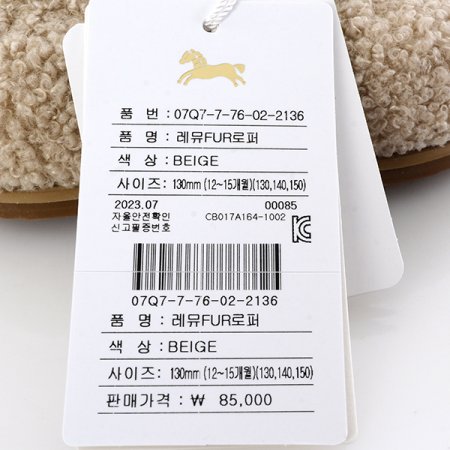 품 번 : 07Q7-7-76-02-2136
품 명 : 레뮤FUR로퍼
색 상 : BEIGE
사이즈 : 130mm (12~15개월)(130,140,150)
2023.07 00085
자율안전확인 CB017A164-1002
신고필증번호
07Q7-7-76-02-2136
품 명 : 레뮤FUR로퍼
색 상 : BEIGE
사이즈: 130mm (12~15개월)(130,140,150)
판매가격 : ₩ 85,000